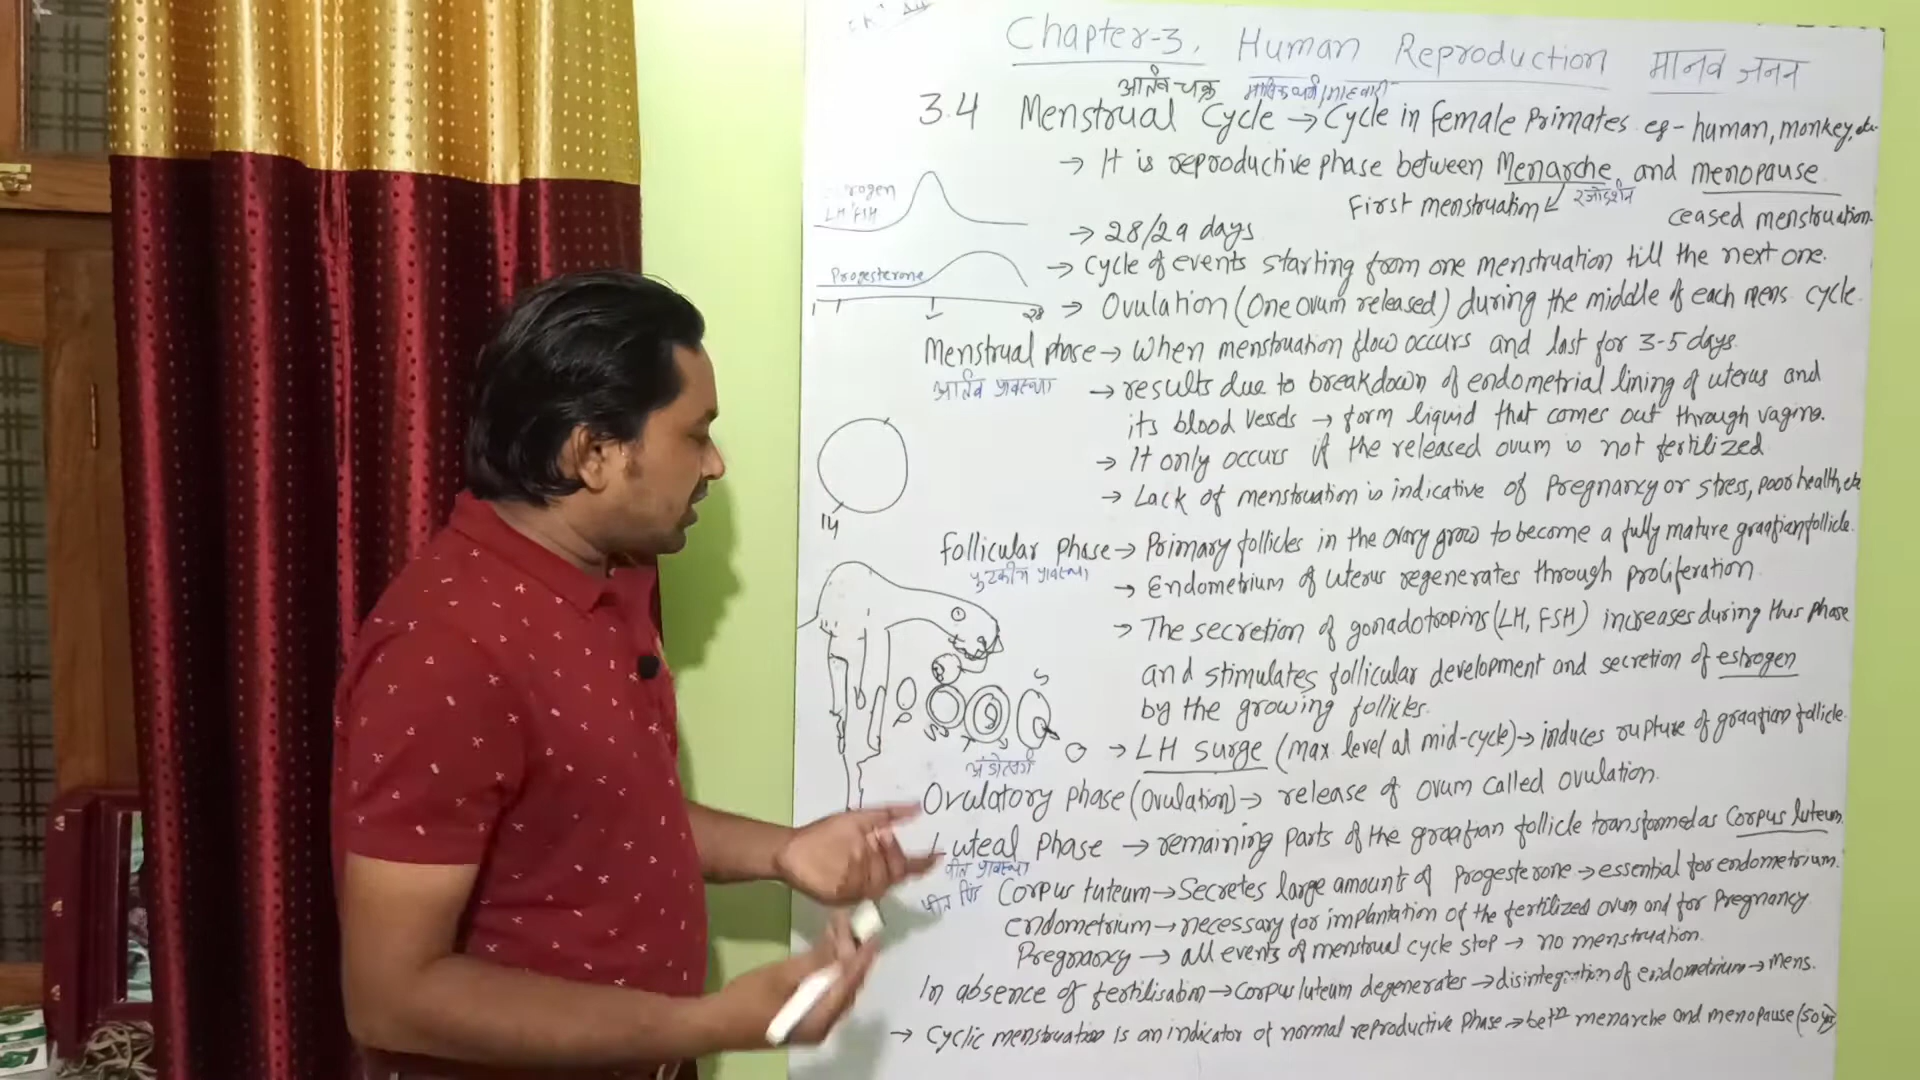 Chapter-3. Human Reproduction मानव जनन
आर्तव चक्र
3.4 Menstrual Cycle → Cycle in female Primates eg- human, monkey, etc.
→ It is reproductive phase between Menarche, and menopause
First menstruation रजोदर्शन ceased menstruation.
→ 28/29 days
→ Cycle of events starting from one menstruation till the next one.
→ Ovulation (One ovum released) during the middle of each mens cycle.
rogen
LH FSH
Progesterone
1 28
Menstrual phase → when menstruation flow occurs and last for 3-5 days.
आर्तव प्रावस्था
→ results due to breakdown of endometrial lining of uterus and
its blood vessels → form liquid that comes out through vagina.
→ It only occurs if the released ovum is not fertilized
→ Lack of menstruation is indicative of Pregnancy or stress, poor health, etc
14
Follicular phase → Primary follicles in the ovary grow to become a fully mature graafian follicle.
पुटकीय प्रावस्था
→ Endometrium of uterus regenerates through proliferation.
→ The secretion of gonadotropins (LH, FSH) increases during this phase
and stimulates follicular development and secretion of estrogen
by the growing follicles.
→ LH surge (max level at mid-cycle) → induces rupture of graafian follicle.
अंडोत्सर्ग
Ovulatory phase (Ovulation) → release of ovum called ovulation.
Luteal phase → remaining parts of the graafian follicle transformed as Corpus luteum.
पीत प्रावस्था
पीत पिंड Corpus luteum → Secretes large amounts of Progesterone → essential for endometrium.
endometrium → necessary for implantation of the fertilized ovum and for Pregnancy
Pregnancy → all events of menstrual cycle stop → no menstruation.
In absence of fertilisation → corpus luteum degenerates → disintegration of endometrium → mens.
→ Cyclic menstruation is an indicator of normal reproductive phase → betn menarche and menopause